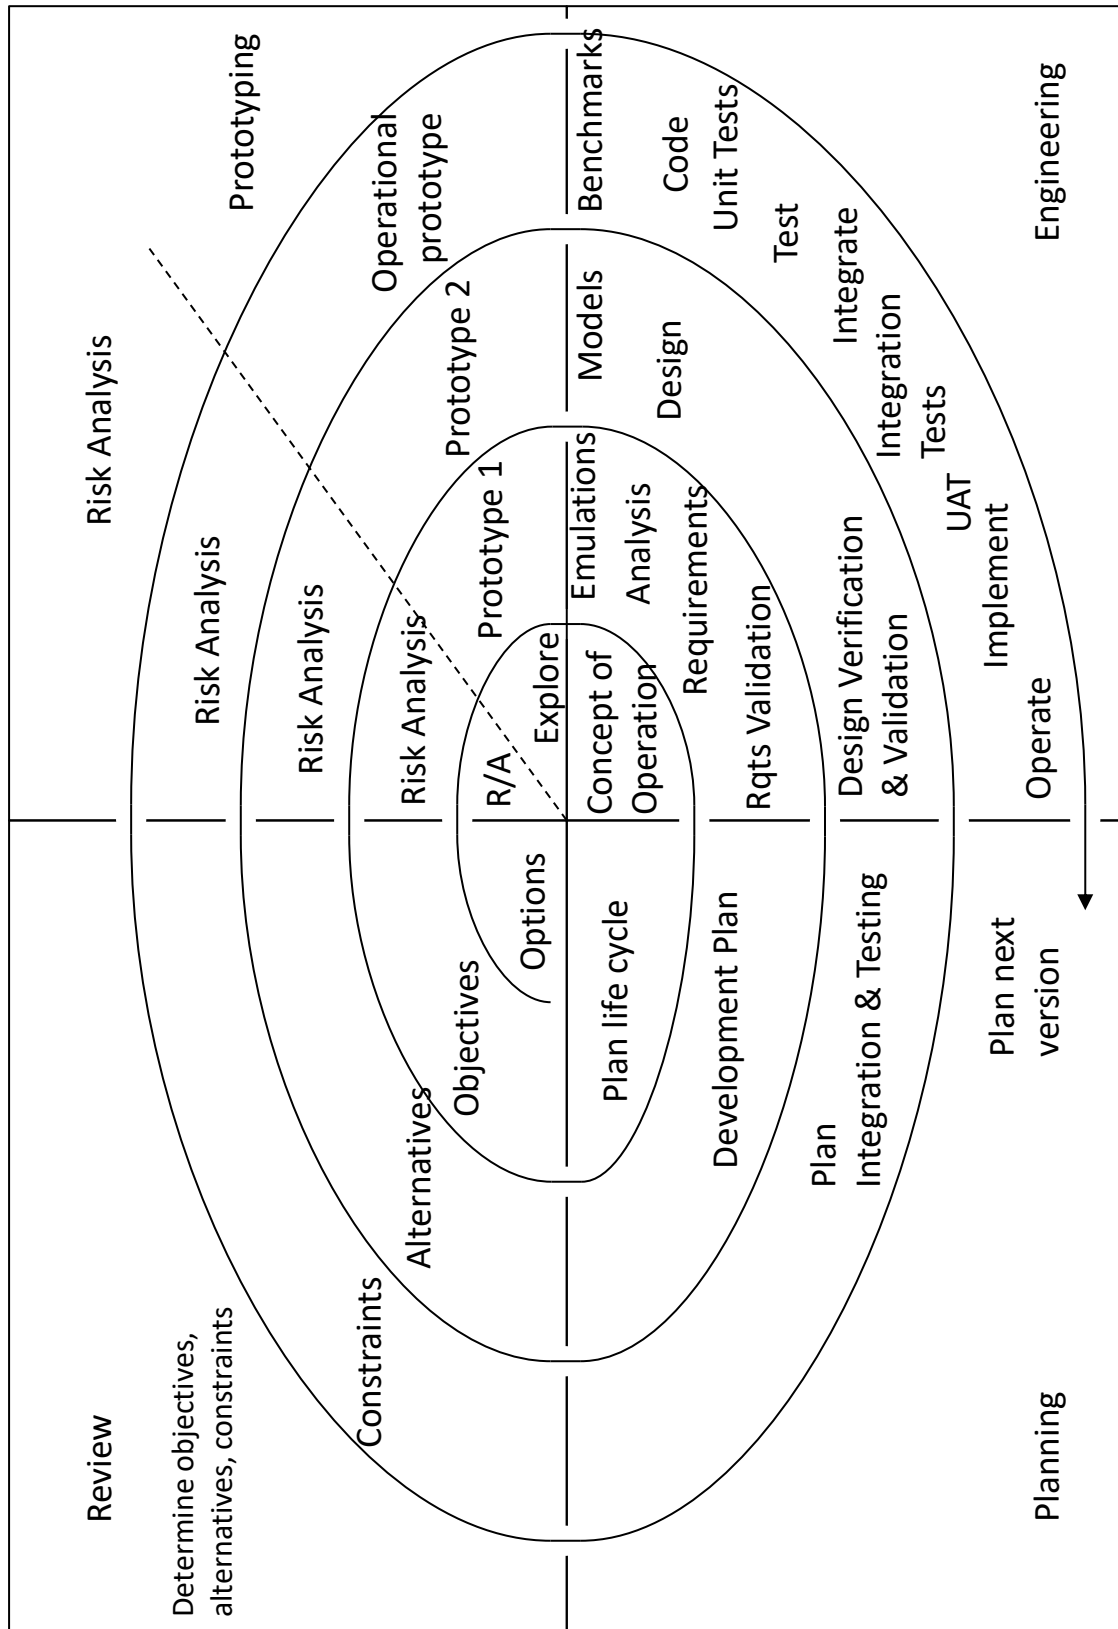 Review
Determine objectives,
alternatives, constraints
Constraints
Alternatives
Objectives
Options
Risk Analysis
Risk Analysis
Risk Analysis
Risk Analysis
R/A
Prototyping
Operational
prototype
Prototype 2
Prototype 1
Explore
Concept of
Operation
Emulations
Models
Benchmarks
Analysis
Requirements
Rqts Validation
Design
Design Verification
& Validation
Code
Unit Tests
Test
Integrate
Integration
Tests
UAT
Implement
Operate
Engineering
Plan life cycle
Development Plan
Plan
Integration & Testing
Plan next
version
Planning